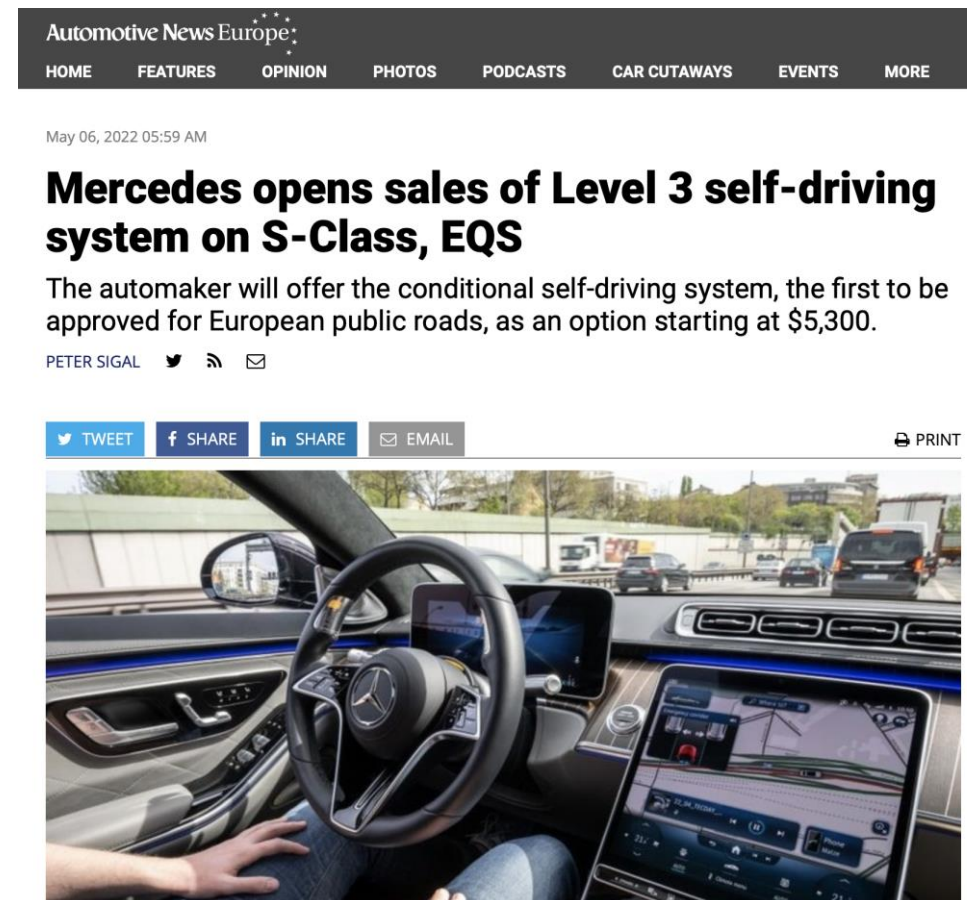 Automotive News Europe
HOME FEATURES OPINION PHOTOS PODCASTS CAR CUTAWAYS EVENTS MORE
May 06, 2022 05:59 AM
Mercedes opens sales of Level 3 self-driving
system on S-Class, EQS
The automaker will offer the conditional self-driving system, the first to be
approved for European public roads, as an option starting at $5,300.
PETER SIGAL
TWEET SHARE SHARE EMAIL PRINT
Emergency corridor
Phone